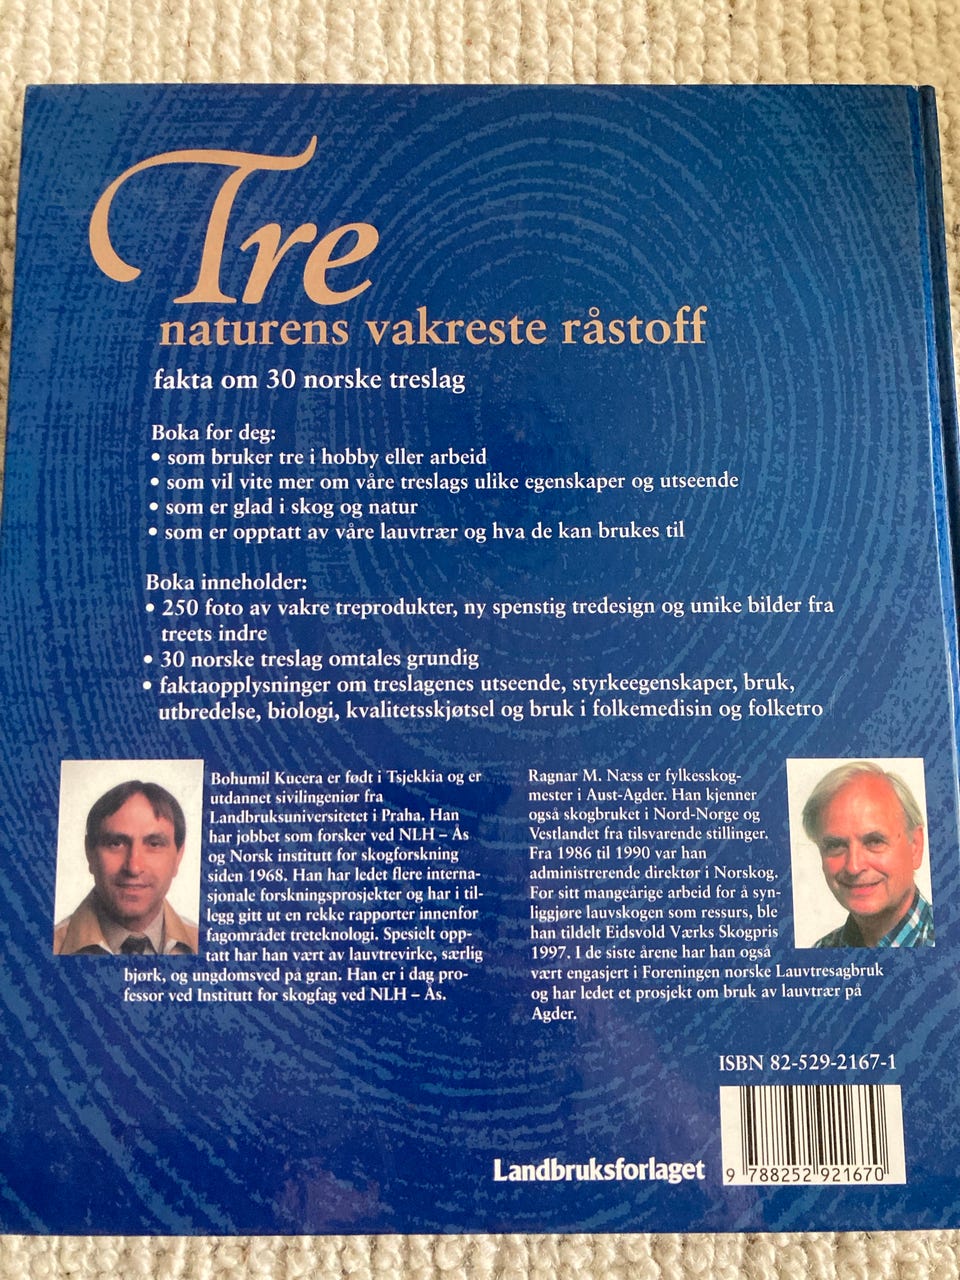 Tre
naturens vakreste råstoff
fakta om 30 norske treslag
Boka for deg:
• som bruker tre i hobby eller arbeid
• som vil vite mer om våre treslags ulike egenskaper og utseende
• som er glad i skog og natur
• som er opptatt av våre lauvtrær og hva de kan brukes til
Boka inneholder:
• 250 foto av vakre treprodukter, ny spenstig tredesign og unike bilder fra
treets indre
• 30 norske treslag omtales grundig
• faktaopplysninger om treslagenes utseende, styrkeegenskaper, bruk,
utbredelse, biologi, kvalitetsskjøtsel og bruk i folkemedisin og folketro
Bohumil Kucera er født i Tsjekkia og er
utdannet sivilingeniør fra
Landbruksuniversitetet i Praha. Han
har jobbet som forsker ved NLH – Ås
og Norsk institutt for skogforskning
siden 1968. Han har ledet flere interna-
sjonale forskningsprosjekter og har i til-
legg gitt ut en rekke rapporter innenfor
fagområdet treteknologi. Spesielt opp-
tatt har han vært av lauvtrevirke, særlig
bjørk, og ungdomsved på gran. Han er i dag pro-
fessor ved Institutt for skogfag ved NLH – Ås.
Ragnar M. Næss er fylkesskog-
mester i Aust-Agder. Han kjenner
også skogbruket i Nord-Norge og
Vestlandet fra tilsvarende stillinger.
Fra 1986 til 1990 var han
administrerende direktør i Norskog.
For sitt mangeårige arbeid for å syn-
liggjøre lauvskogen som ressurs, ble
han tildelt Eidsvold Værks Skogpris
1997. I de siste årene har han også
vært engasjert i Foreningen norske Lauvtresagbruk
og har ledet et prosjekt om bruk av lauvtrær på
Agder.
ISBN 82-529-2167-1
Landbruksforlaget
9 788252 921670